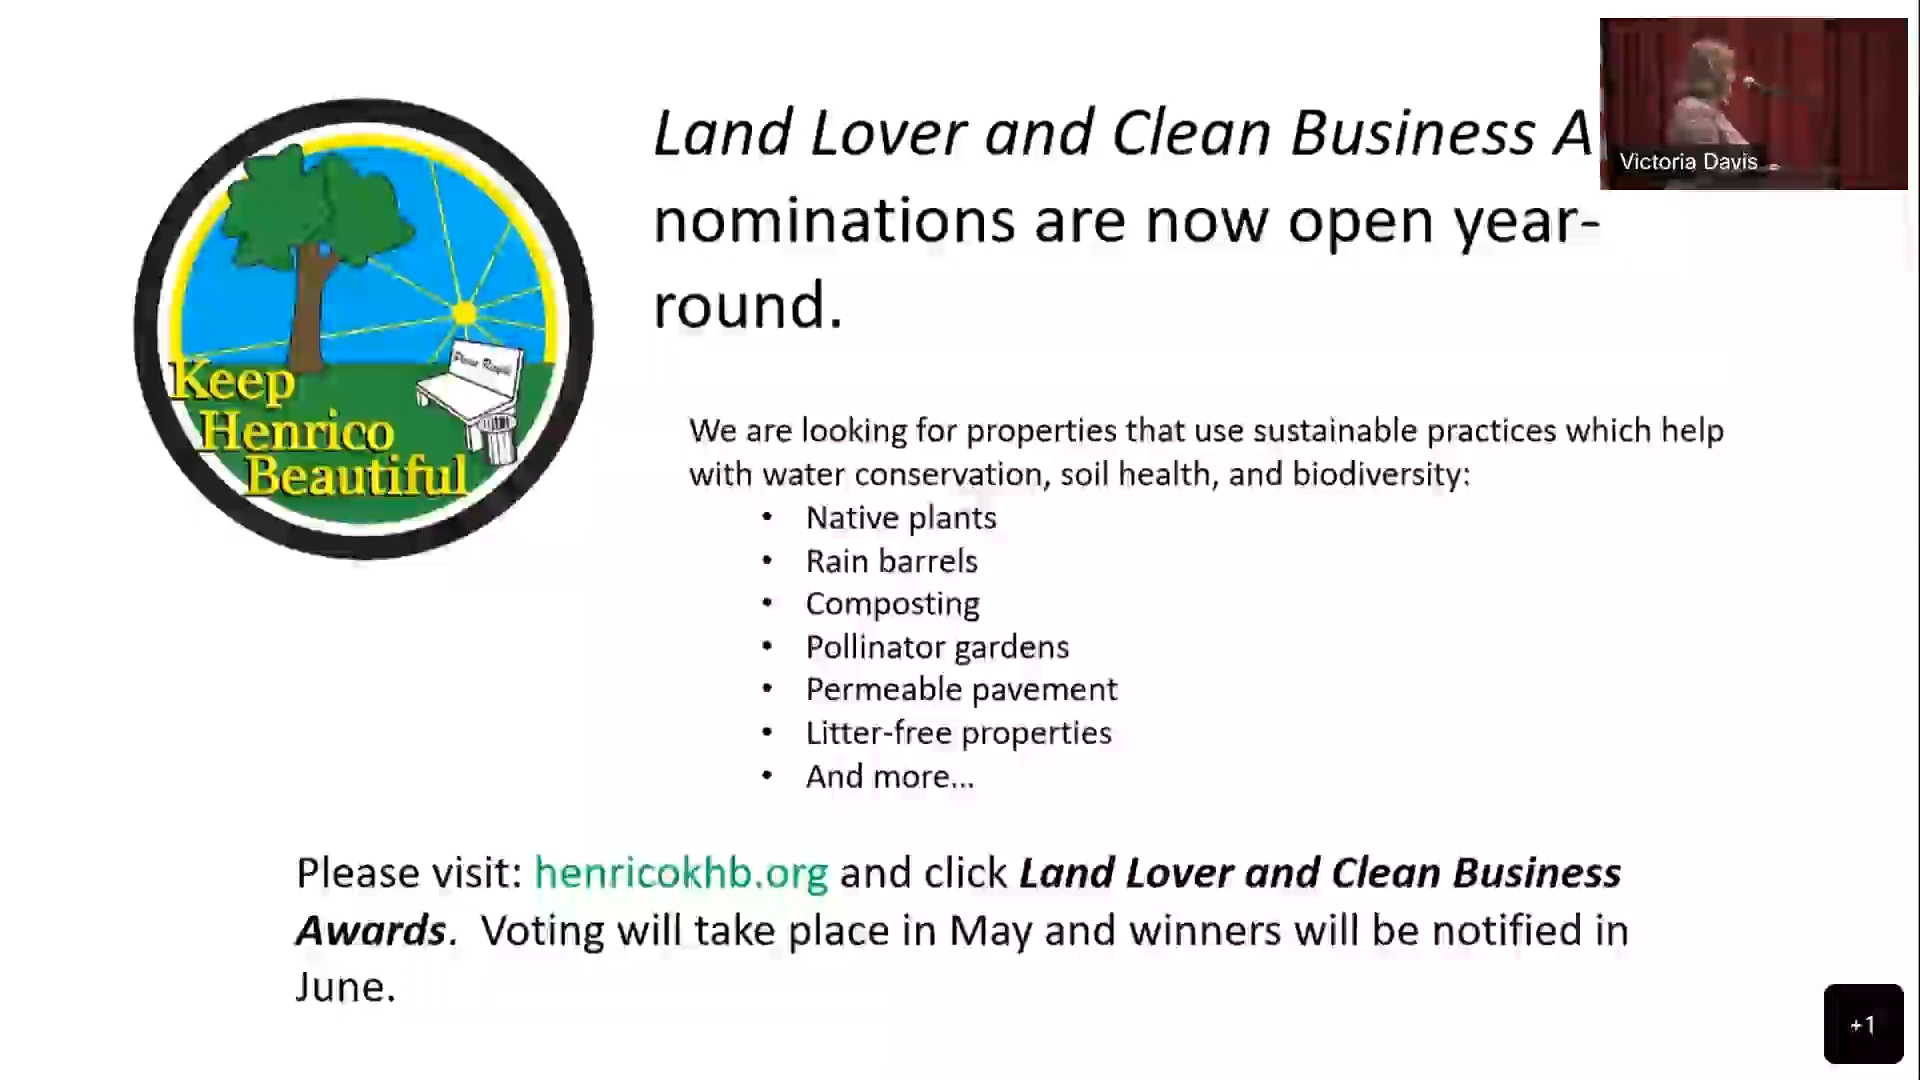 Land Lover and Clean Business A
nominations are now open year-
round.
Victoria Davis
Keep
Henrico
Beautiful
We are looking for properties that use sustainable practices which help
with water conservation, soil health, and biodiversity:
• Native plants
• Rain barrels
• Composting
• Pollinator gardens
• Permeable pavement
• Litter-free properties
• And more...
Please visit: henricokhb.org and click Land Lover and Clean Business
Awards. Voting will take place in May and winners will be notified in
June.
+1